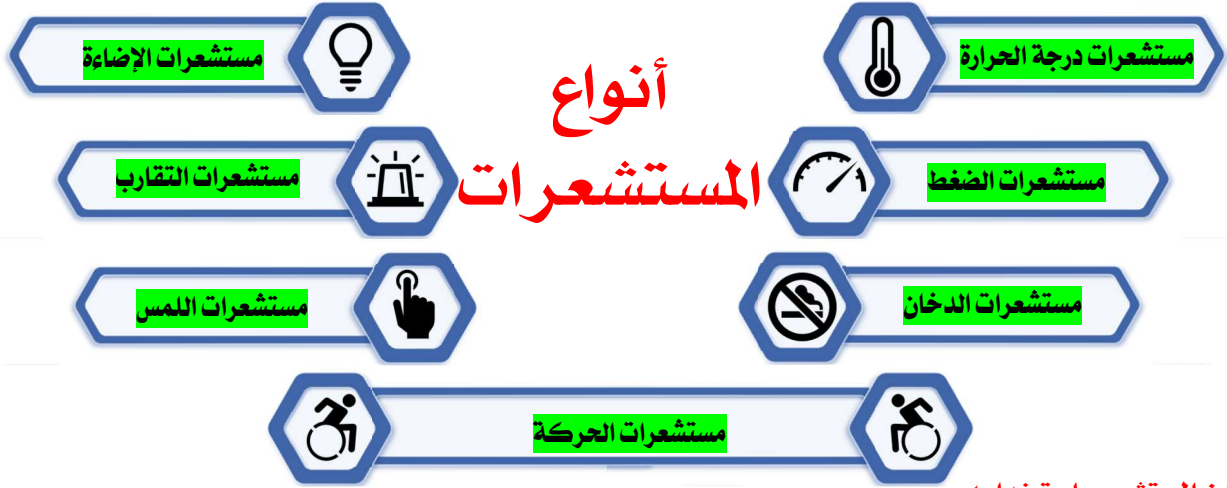 أنواع
المستشعرات
مستشعرات درجة الحرارة
مستشعرات الإضاءة
مستشعرات الضغط
مستشعرات التقارب
مستشعرات الدخان
مستشعرات اللمس
مستشعرات الحركة